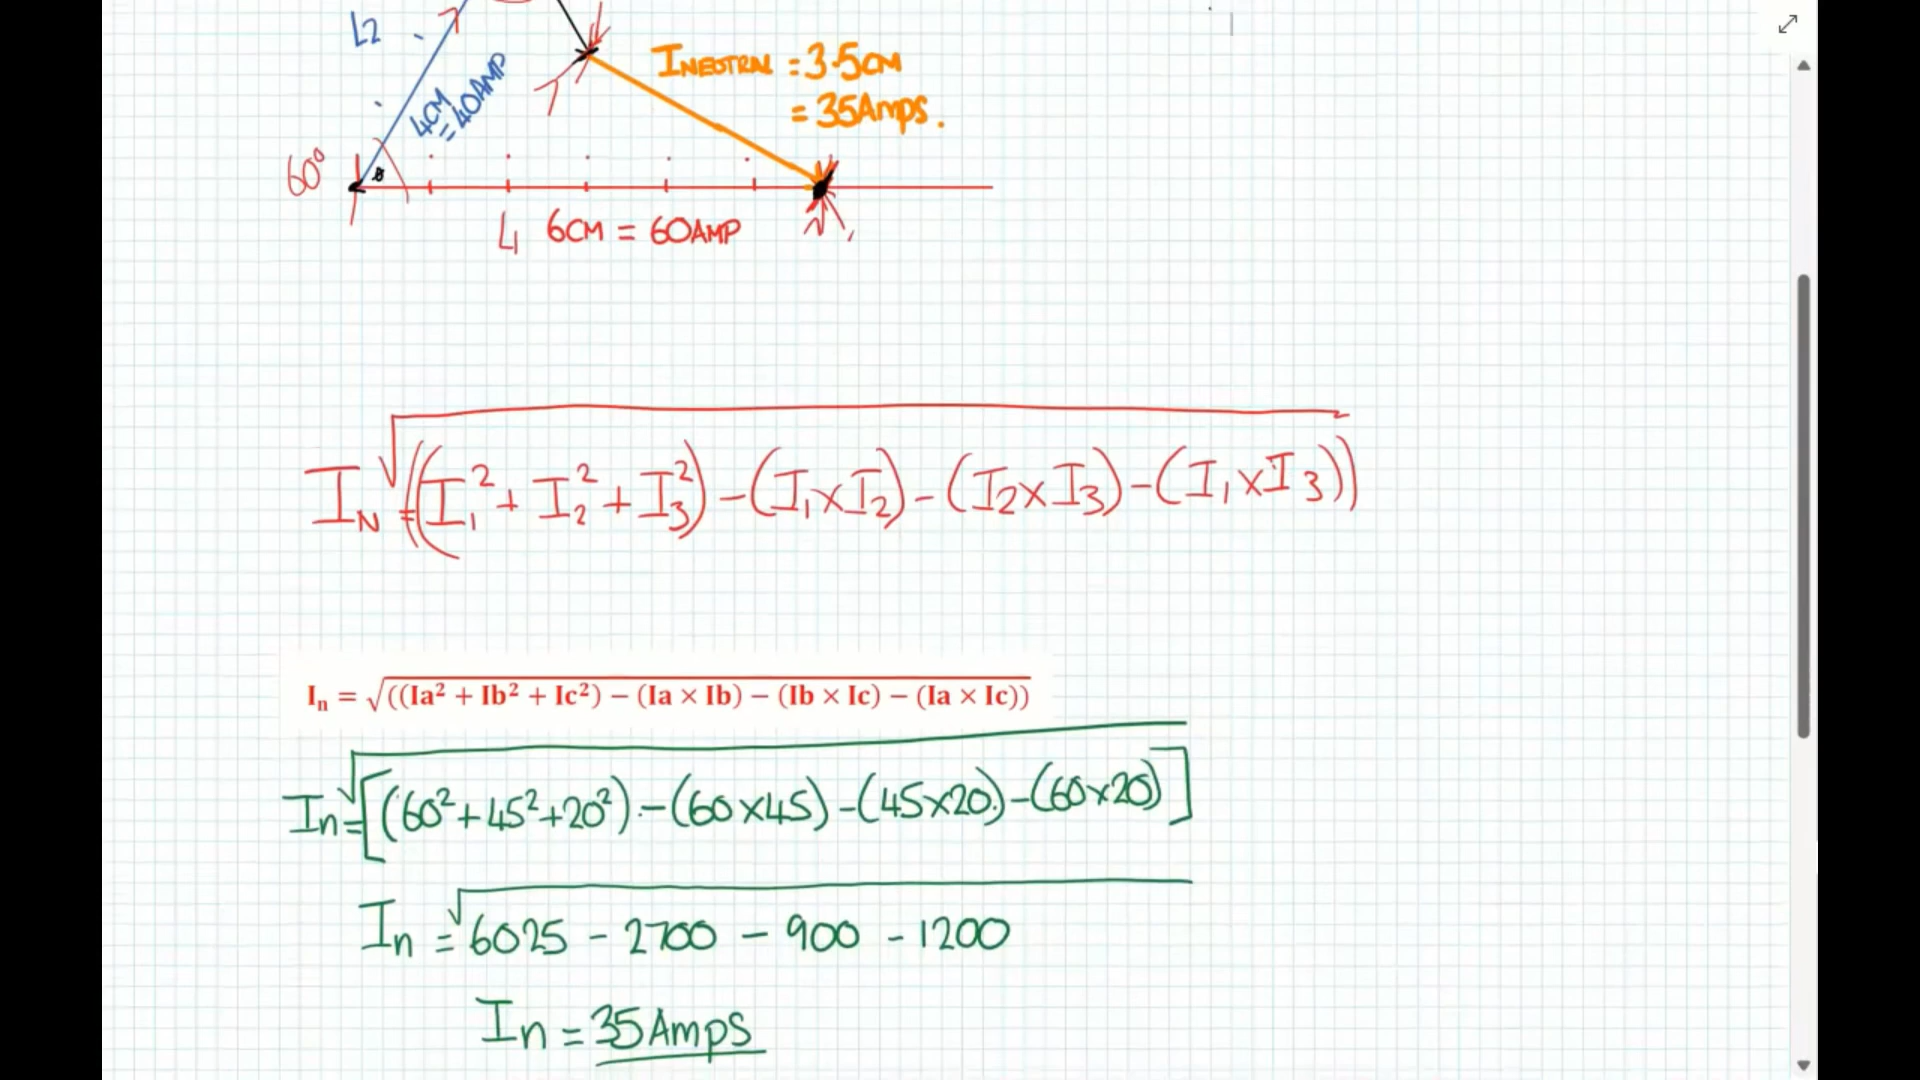 L2
4CM
= 40AMP
INEUTRAL = 3.5CM
= 35Amps.
60°
L1 6CM = 60AMP
I_N = √((I₁² + I₂² + I₃²) - (I₁ x I₂) - (I₂ x I₃) - (I₁ x I₃))
Iₙ = √((Ia² + Ib² + Ic²) − (Ia × Ib) − (Ib × Ic) − (Ia × Ic))
In = √[(60² + 45² + 20²) - (60 x 45) - (45 x 20) - (60 x 20)]
In = √6025 - 2700 - 900 - 1200
In = 35Amps